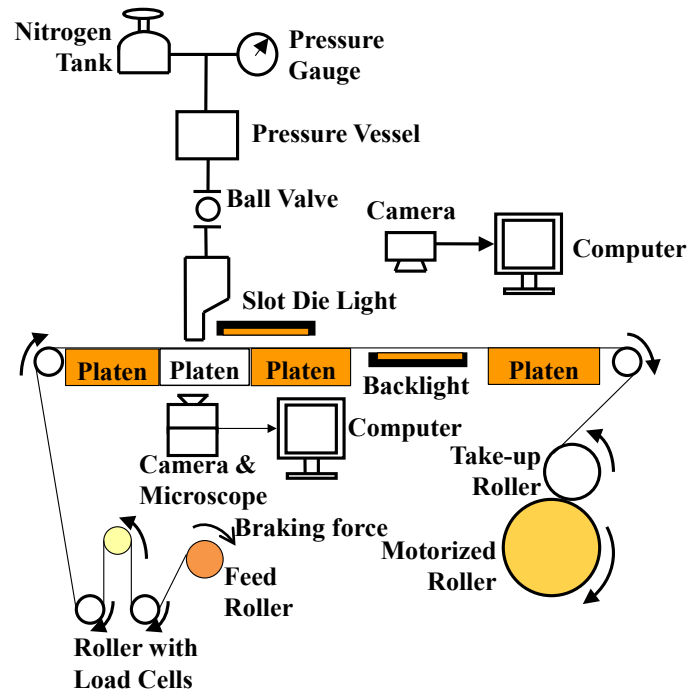 Nitrogen
Tank
Pressure
Gauge
Pressure Vessel
Ball Valve
Camera
Computer
Slot Die Light
Platen
Platen
Platen
Platen
Backlight
Computer
Camera &
Microscope
Take-up
Roller
Braking force
Motorized
Roller
Feed
Roller
Roller with
Load Cells